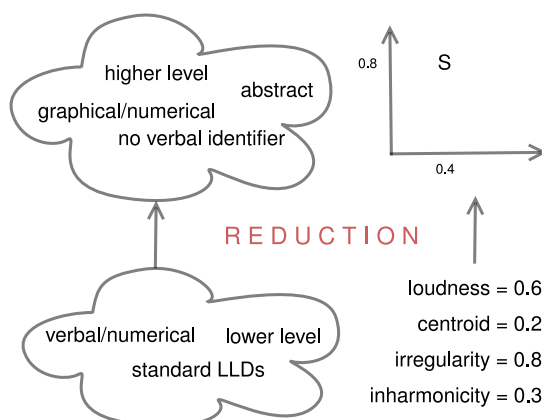 higher level
abstract
graphical/numerical
no verbal identifier
0.8
S
0.4
REDUCTION
verbal/numerical
lower level
standard LLDs
loudness = 0.6
centroid = 0.2
irregularity = 0.8
inharmonicity = 0.3